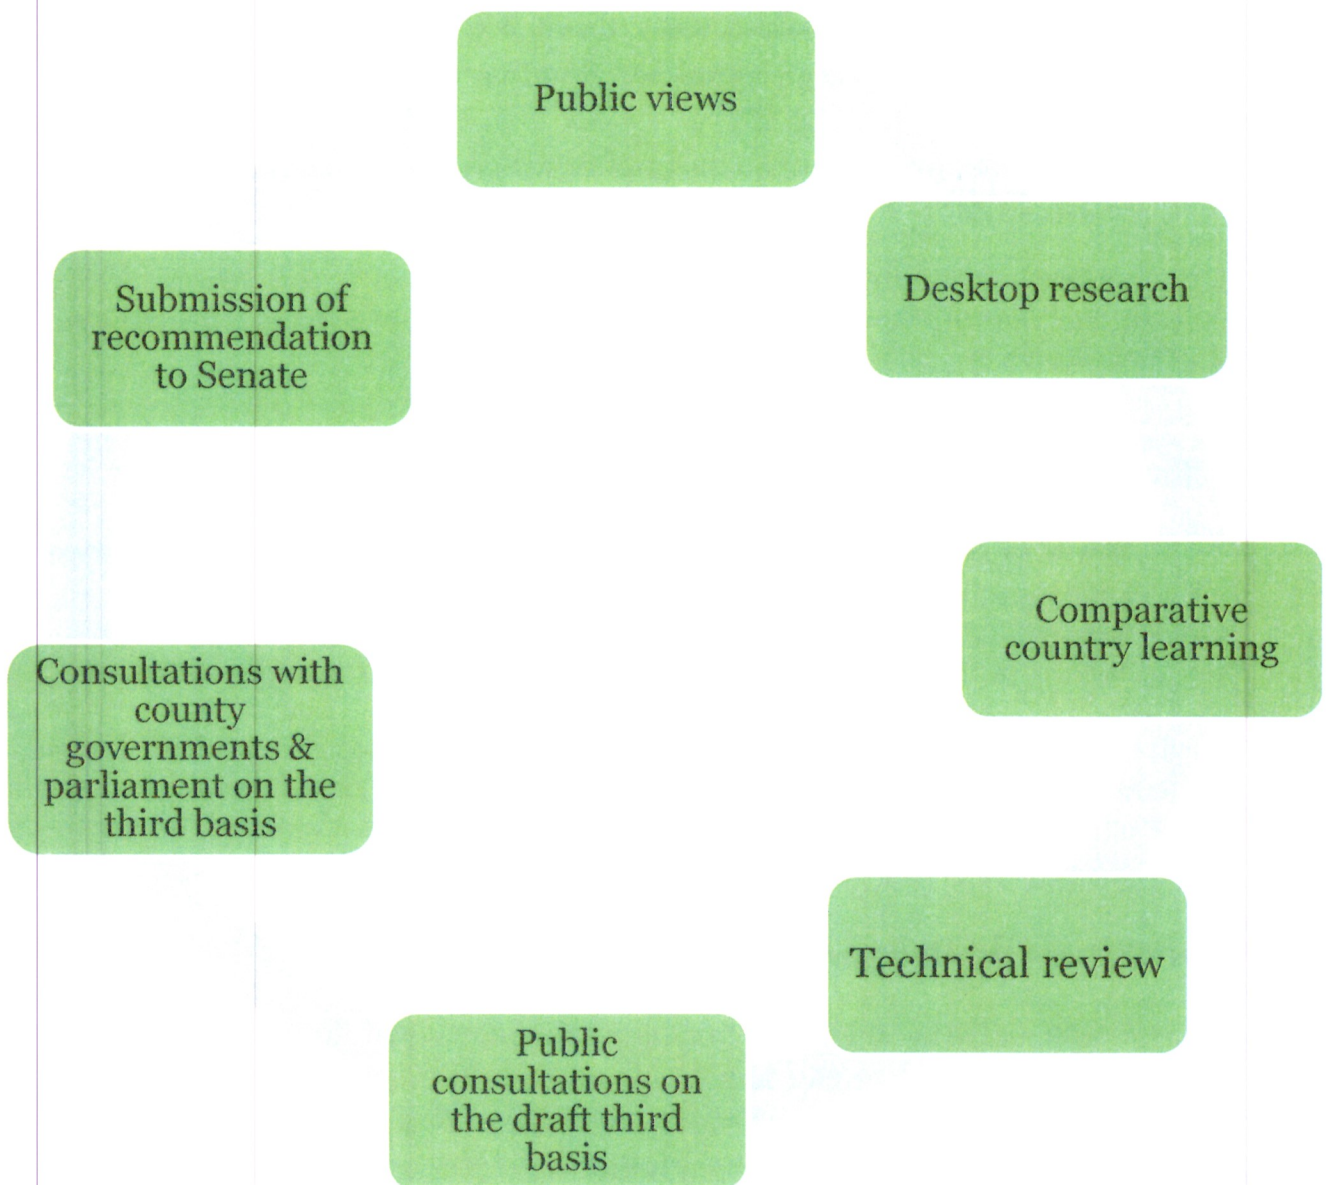 Public views
Desktop research
Comparative
country learning
Technical review
Public
consultations on
the draft third
basis
Consultations with
county
governments &
parliament on the
third basis
Submission of
recommendation
to Senate